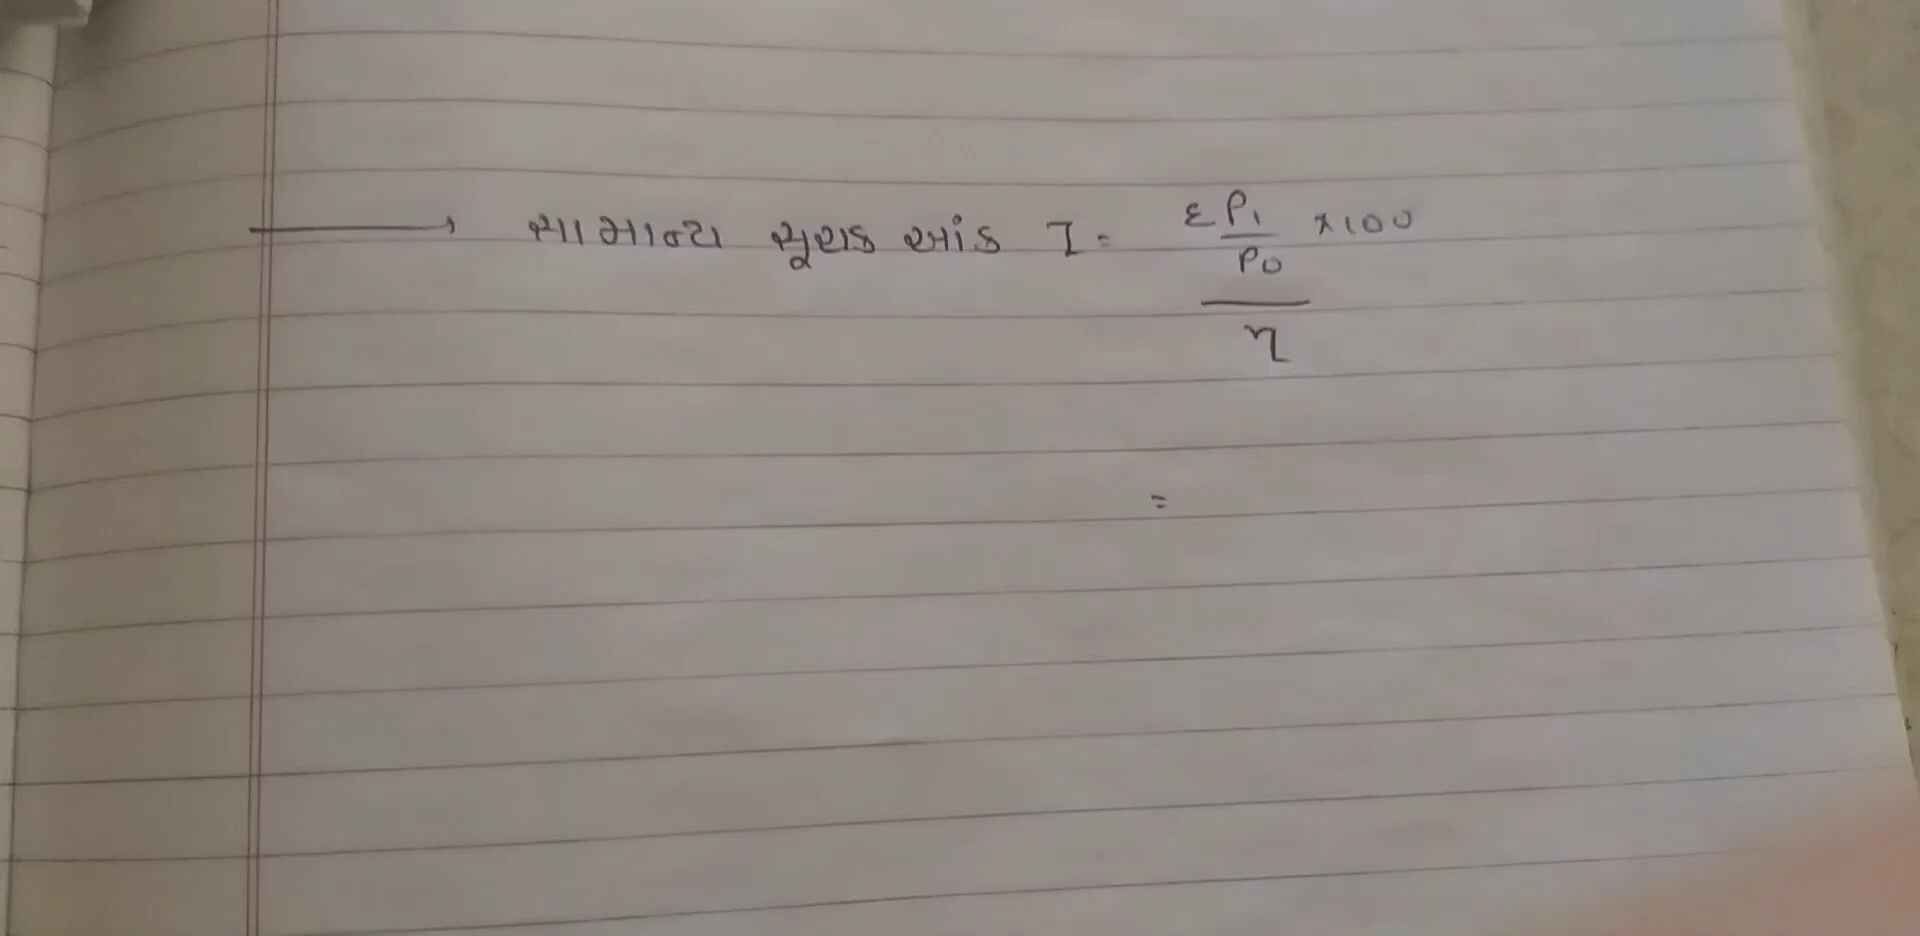 → સામાન્ય સૂચક આંક I = Σ P₁/P₀ × 100 / n
=